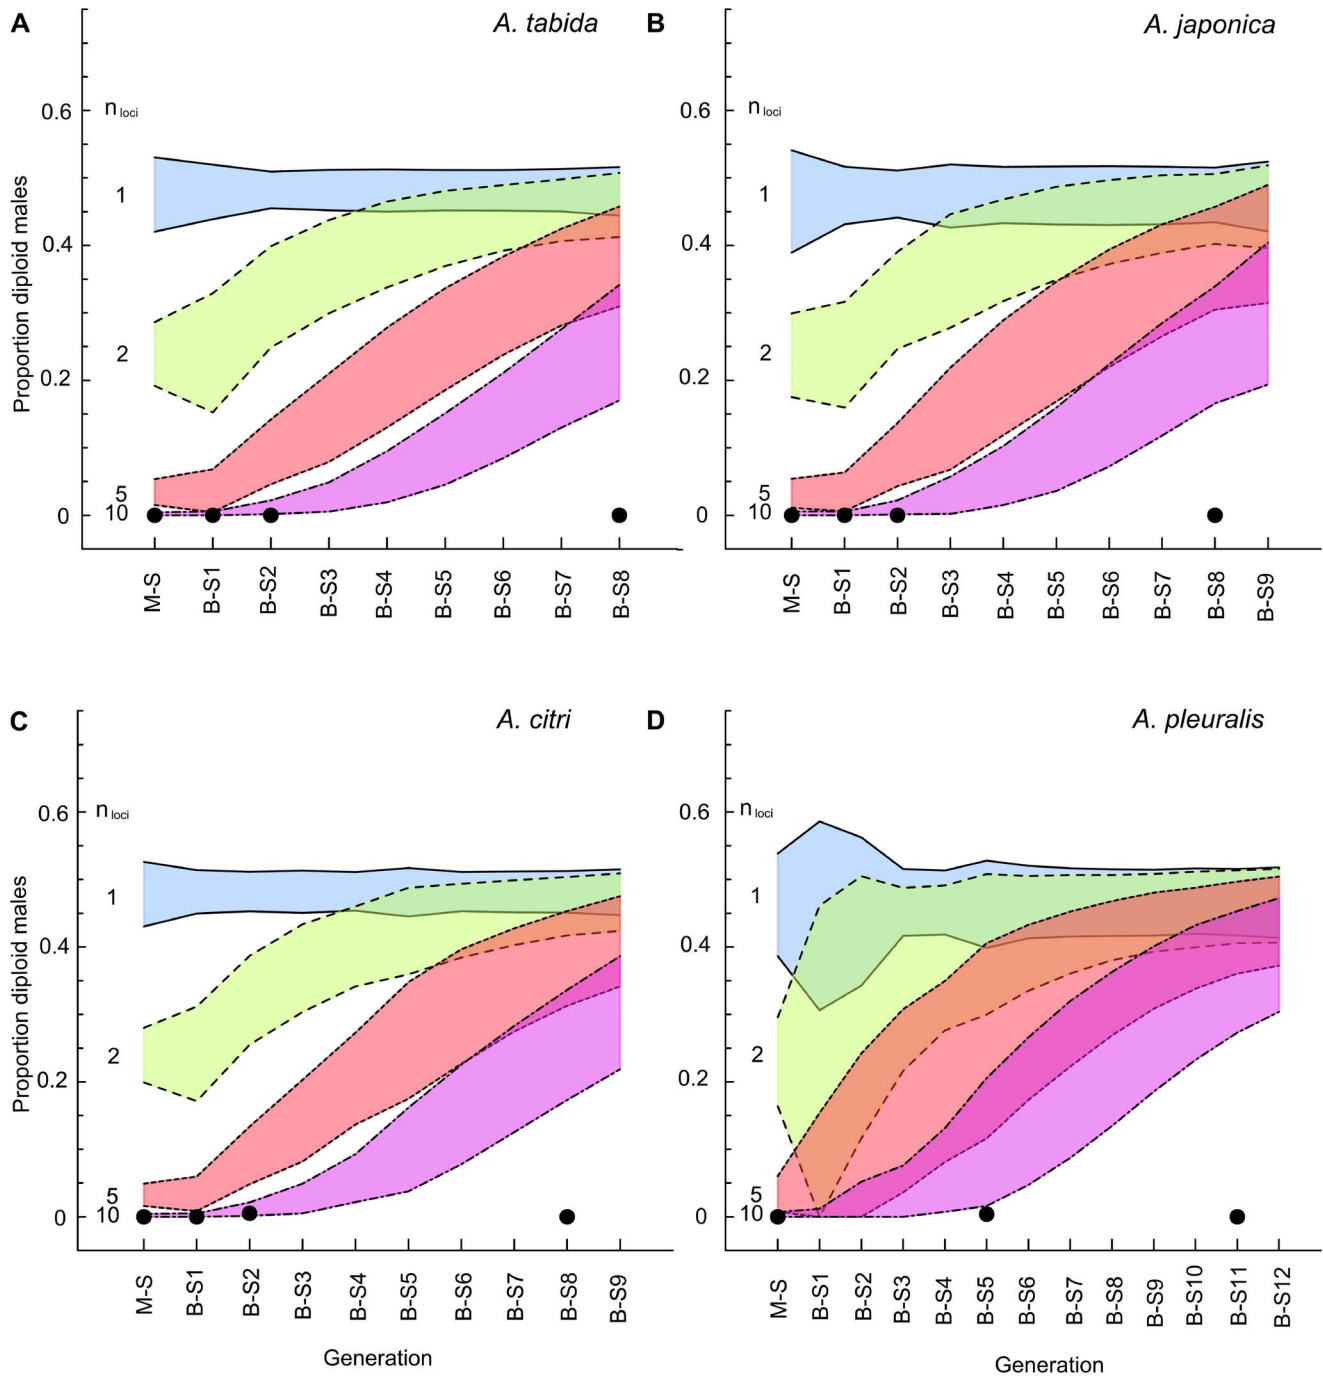 A
A. tabida
0.6
n loci
1
0.4
2
0.2
5
10
0
Proportion diploid males
M-S
B-S1
B-S2
B-S3
B-S4
B-S5
B-S6
B-S7
B-S8
B
A. japonica
0.6
n loci
1
0.4
2
0.2
5
10
0
M-S
B-S1
B-S2
B-S3
B-S4
B-S5
B-S6
B-S7
B-S8
B-S9
C
A. citri
0.6
n loci
1
0.4
2
0.2
5
10
0
Proportion diploid males
M-S
B-S1
B-S2
B-S3
B-S4
B-S5
B-S6
B-S7
B-S8
B-S9
Generation
D
A. pleuralis
0.6
n loci
1
0.4
2
0.2
5
10
0
M-S
B-S1
B-S2
B-S3
B-S4
B-S5
B-S6
B-S7
B-S8
B-S9
B-S10
B-S11
B-S12
Generation